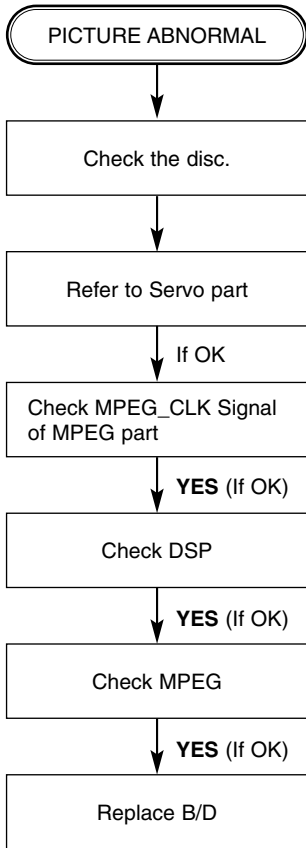 PICTURE ABNORMAL
Check the disc.
Refer to Servo part
If OK
Check MPEG_CLK Signal
of MPEG part
YES (If OK)
Check DSP
YES (If OK)
Check MPEG
YES (If OK)
Replace B/D